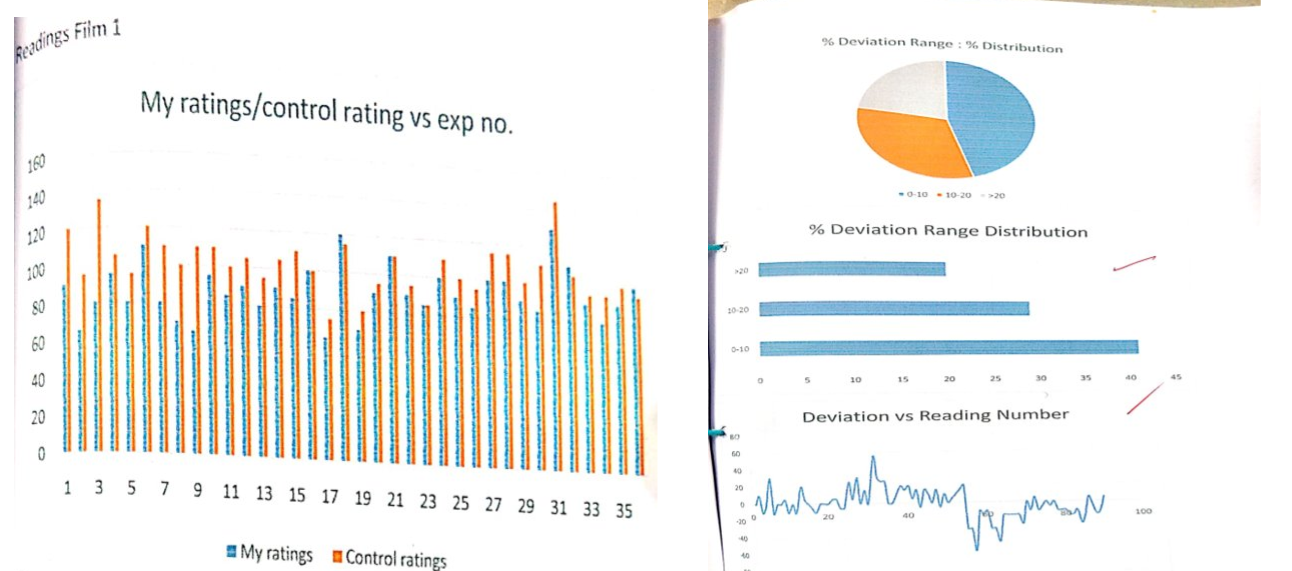 Readings Film 1
My ratings/control rating vs exp no.
160
140
120
100
80
60
40
20
0
1 3 5 7 9 11 13 15 17 19 21 23 25 27 29 31 33 35
My ratings Control ratings
% Deviation Range : % Distribution
0-10 10-20 >20
% Deviation Range Distribution
>20
10-20
0-10
0 5 10 15 20 25 30 35 40 45
Deviation vs Reading Number
80
60
40
20
0
-20
-40
0 20 40 60 80 100